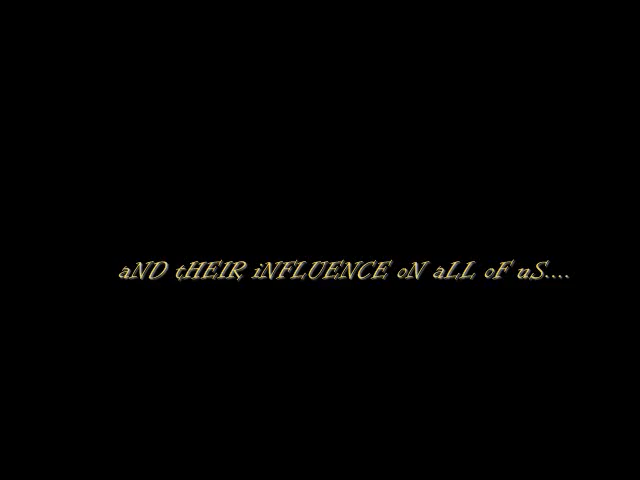 aND tHEIR iNFLUENCE oN aLL oF uS....